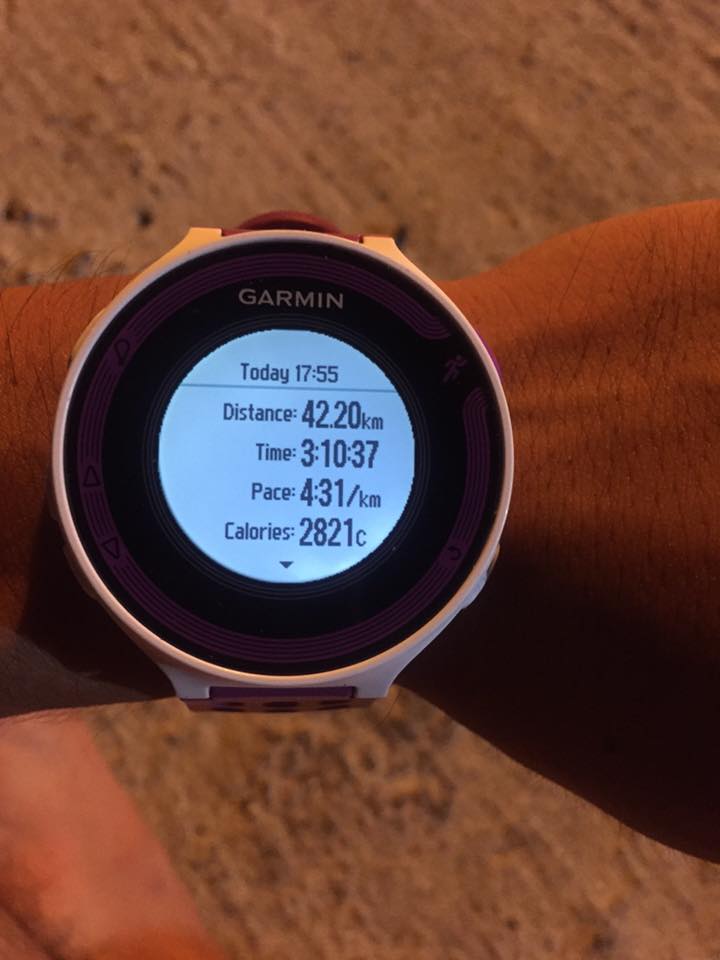 GARMIN
Today 17:55
Distance: 42.20km
Time: 3:10:37
Pace: 4:31/km
Calories: 2821c